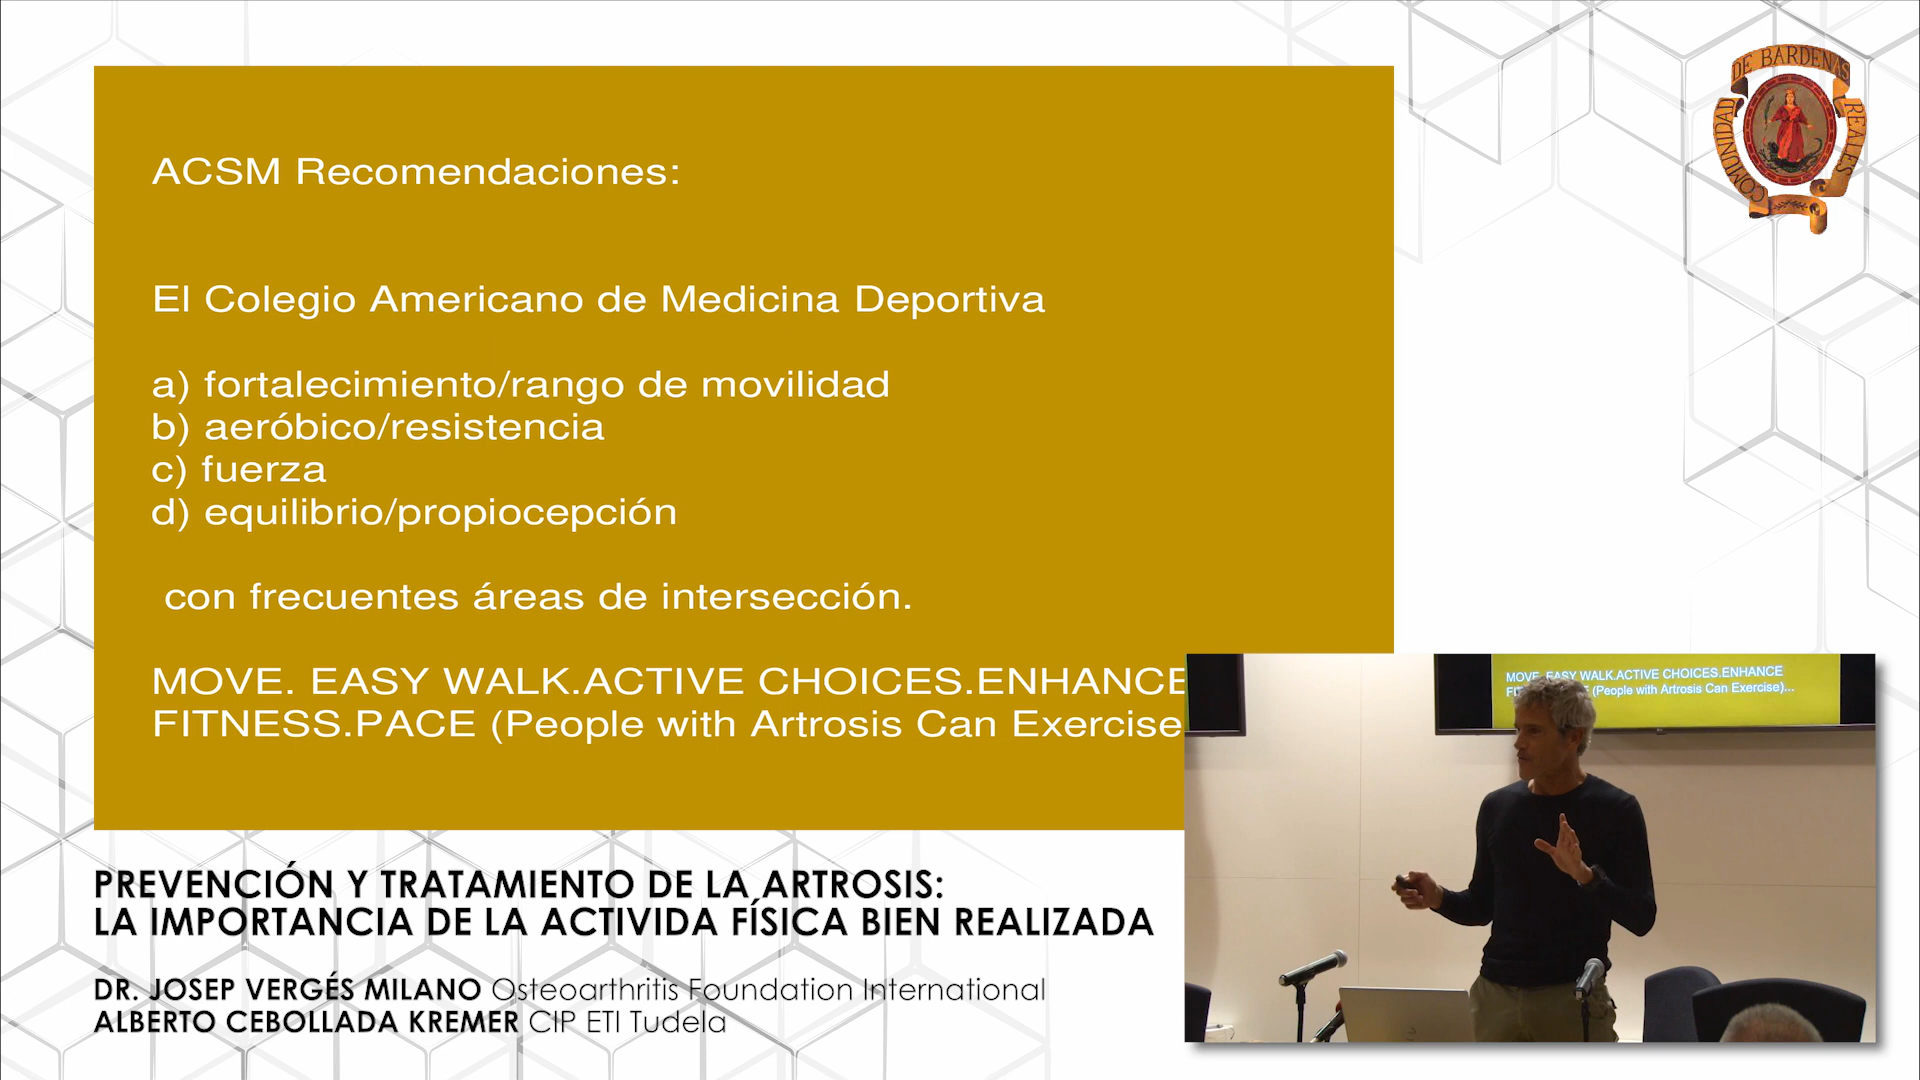 ACSM Recomendaciones:
El Colegio Americano de Medicina Deportiva
a) fortalecimiento/rango de movilidad
b) aeróbico/resistencia
c) fuerza
d) equilibrio/propiocepción
con frecuentes áreas de intersección.
MOVE. EASY WALK.ACTIVE CHOICES.ENHANCE
FITNESS.PACE (People with Artrosis Can Exercise
COMUNIDAD DE BARDENAS REALES
MOVE. EASY WALK.ACTIVE CHOICES.ENHANCE
(People with Artrosis Can Exercise)...
PREVENCIÓN Y TRATAMIENTO DE LA ARTROSIS:
LA IMPORTANCIA DE LA ACTIVIDA FÍSICA BIEN REALIZADA
DR. JOSEP VERGÉS MILANO Osteoarthritis Foundation International
ALBERTO CEBOLLADA KREMER CIP ETI Tudela